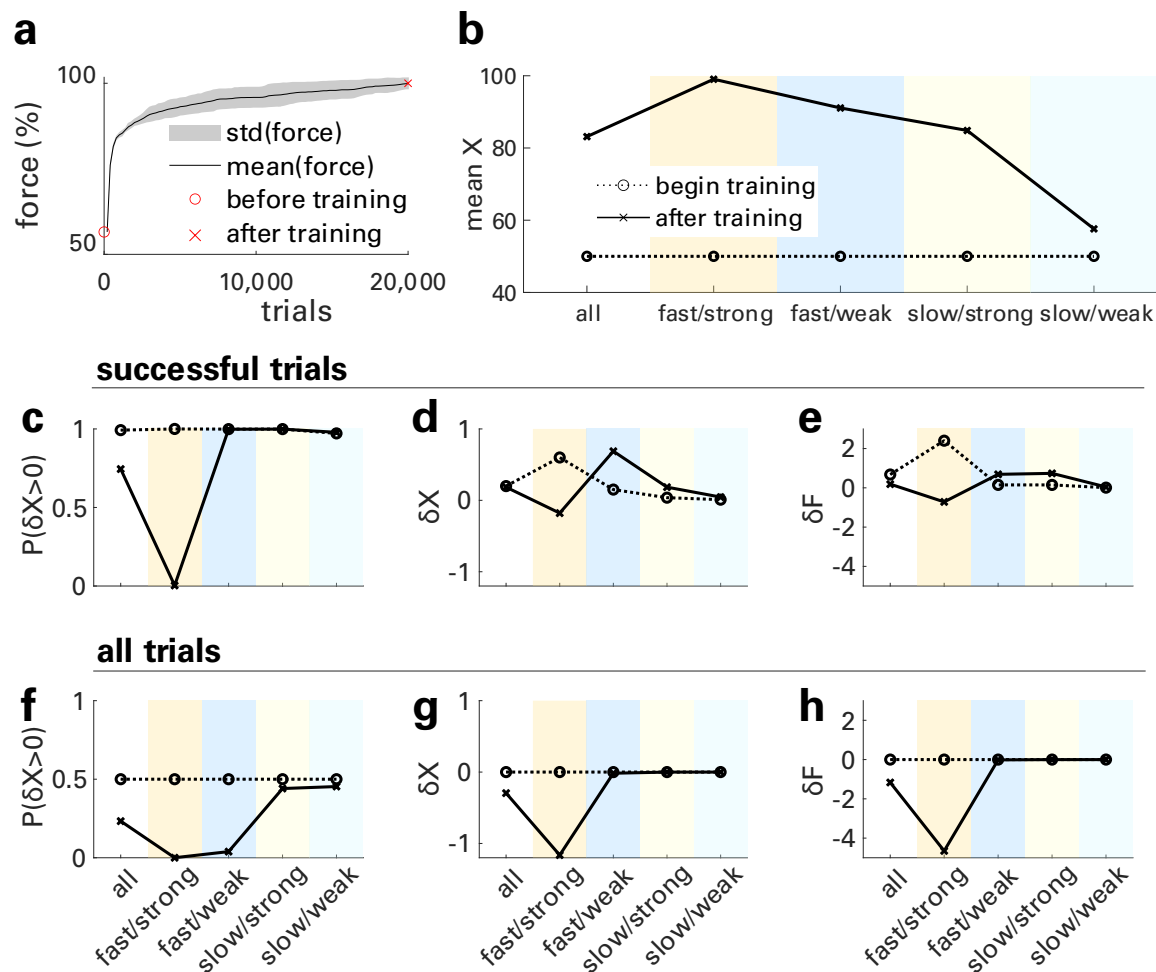 a
100
50
force (%)
std(force)
mean(force)
before training
after training
0
10,000
20,000
trials
b
100
80
60
40
mean X
begin training
after training
all
fast/strong
fast/weak
slow/strong
slow/weak
successful trials
c
1
0.5
0
P(δX>0)
d
1
0
-1
δX
e
2
0
-2
-4
δF
all trials
f
1
0.5
0
P(δX>0)
all
fast/strong
fast/weak
slow/strong
slow/weak
g
1
0
-1
δX
all
fast/strong
fast/weak
slow/strong
slow/weak
h
2
0
-2
-4
δF
all
fast/strong
fast/weak
slow/strong
slow/weak